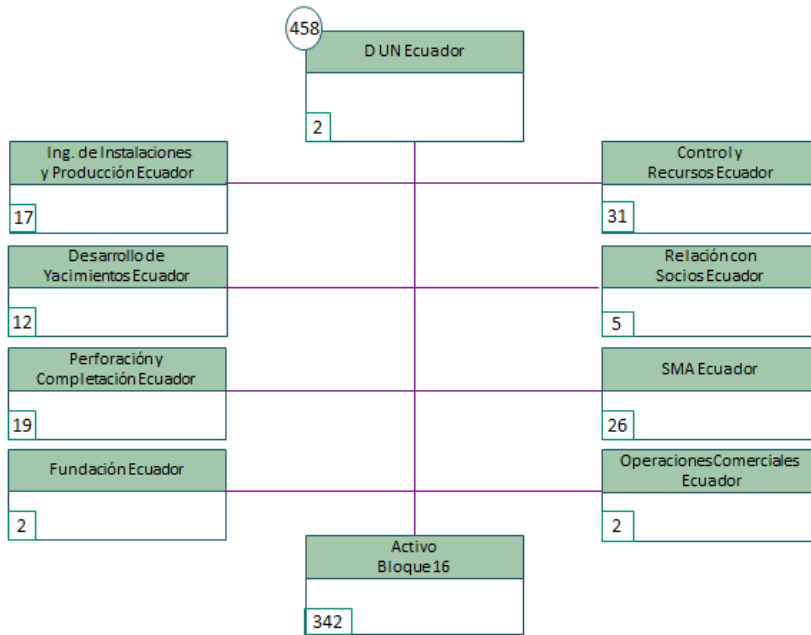 458
D UN Ecuador
2
Ing. de Instalaciones
y Producción Ecuador
17
Control y
Recursos Ecuador
31
Desarrollo de
Yacimientos Ecuador
12
Relación con
Socios Ecuador
5
Perforación y
Completación Ecuador
19
SMA Ecuador
26
Fundación Ecuador
2
Operaciones Comerciales
Ecuador
2
Activo
Bloque 16
342